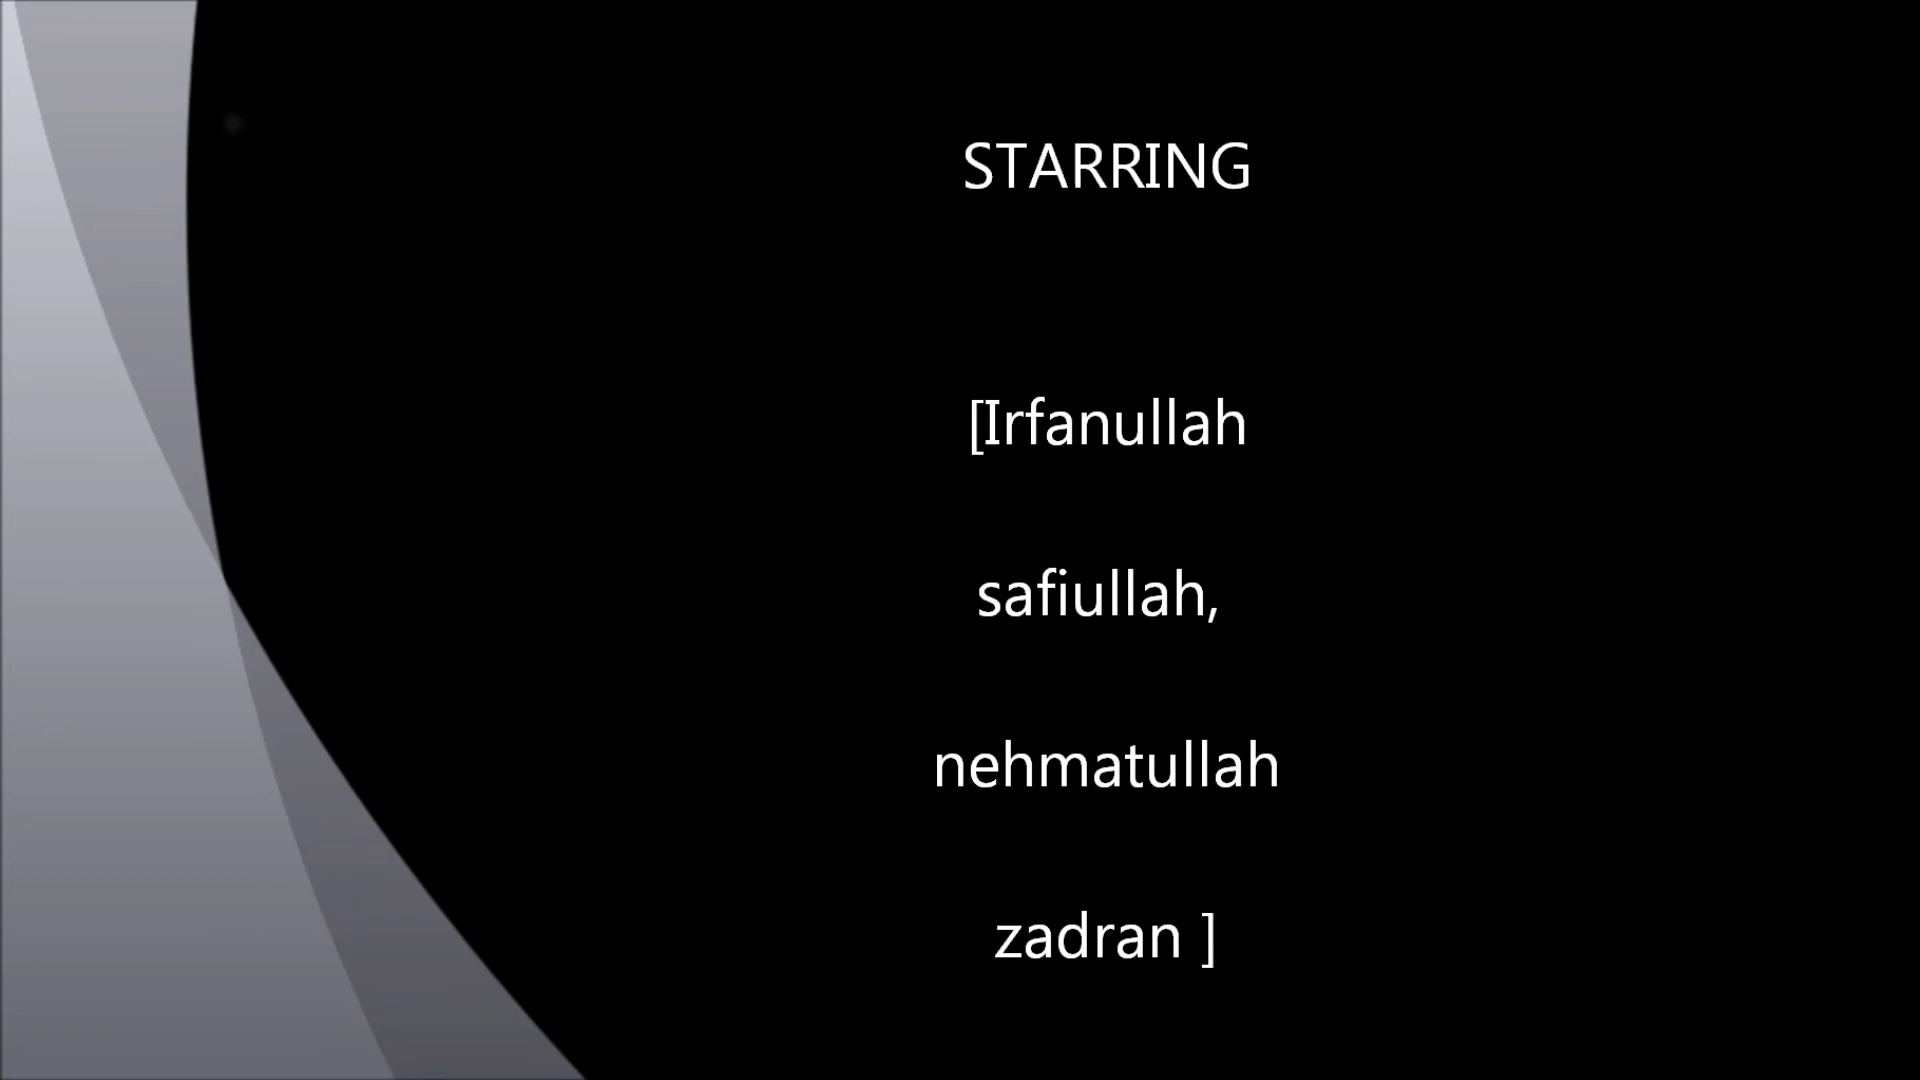 STARRING
[Irfanullah
safiullah,
nehmatullah
zadran ]